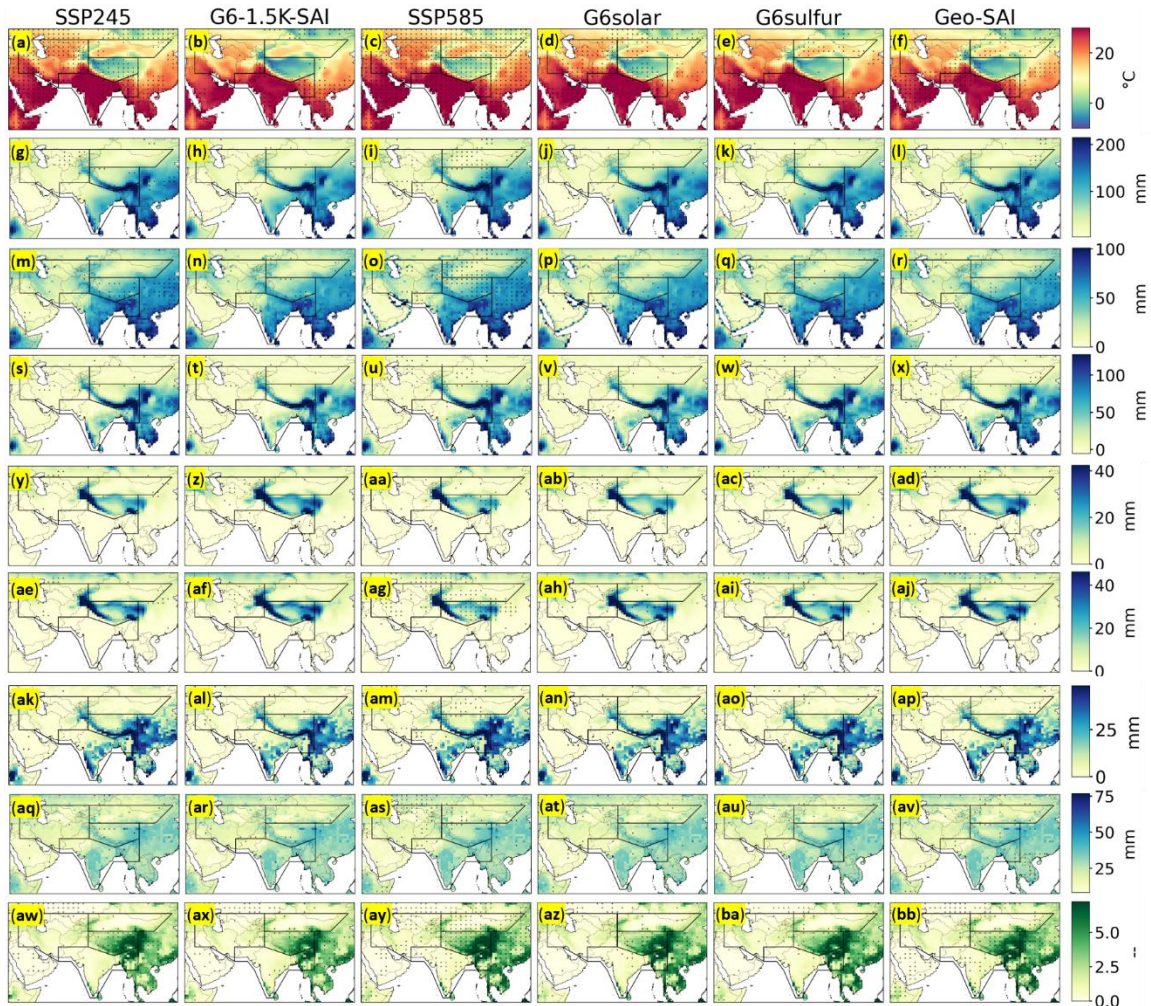 SSP245 G6-1.5K-SAI SSP585 G6solar G6sulfur Geo-SAI
(a) (b) (c) (d) (e) (f)
20
0
°C
(g) (h) (i) (j) (k) (l)
200
100
mm
(m) (n) (o) (p) (q) (r)
100
50
0
mm
(s) (t) (u) (v) (w) (x)
100
50
0
mm
(y) (z) (aa) (ab) (ac) (ad)
40
20
0
mm
(ae) (af) (ag) (ah) (ai) (aj)
40
20
0
mm
(ak) (al) (am) (an) (ao) (ap)
25
0
mm
(aq) (ar) (as) (at) (au) (av)
75
50
25
mm
(aw) (ax) (ay) (az) (ba) (bb)
5.0
2.5
0.0
--